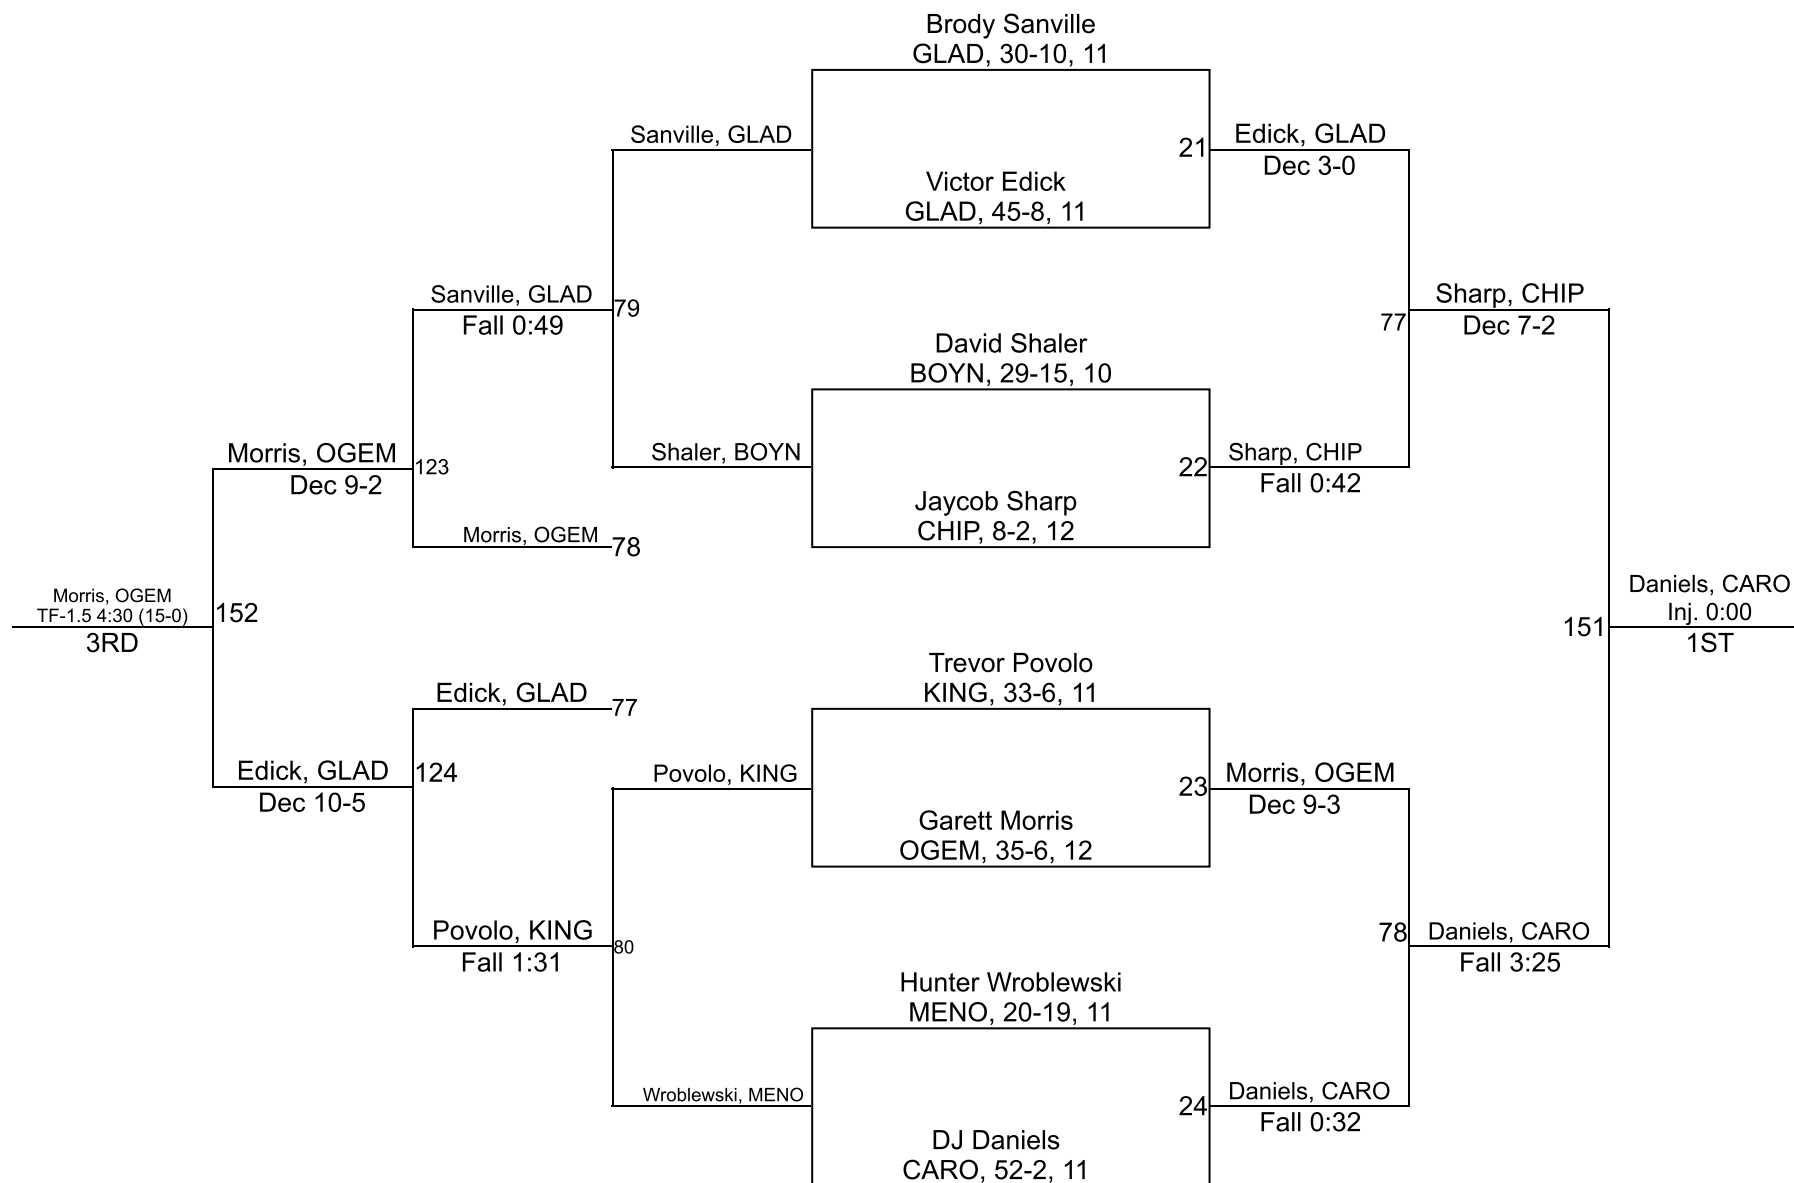 Brody Sanville
GLAD, 30-10, 11
Sanville, GLAD
21
Edick, GLAD
Dec 3-0
Victor Edick
GLAD, 45-8, 11
Sanville, GLAD
Fall 0:49
79
77
Sharp, CHIP
Dec 7-2
David Shaler
BOYN, 29-15, 10
Morris, OGEM
Dec 9-2
123
Shaler, BOYN
22
Sharp, CHIP
Fall 0:42
Jaycob Sharp
CHIP, 8-2, 12
Morris, OGEM
78
Morris, OGEM
TF-1.5 4:30 (15-0)
3RD
152
151
Daniels, CARO
Inj. 0:00
1ST
Trevor Povolo
KING, 33-6, 11
Edick, GLAD
77
Edick, GLAD
Dec 10-5
124
Povolo, KING
23
Morris, OGEM
Dec 9-3
Garett Morris
OGEM, 35-6, 12
Povolo, KING
Fall 1:31
80
78
Daniels, CARO
Fall 3:25
Hunter Wroblewski
MENO, 20-19, 11
Wroblewski, MENO
24
Daniels, CARO
Fall 0:32
DJ Daniels
CARO, 52-2, 11